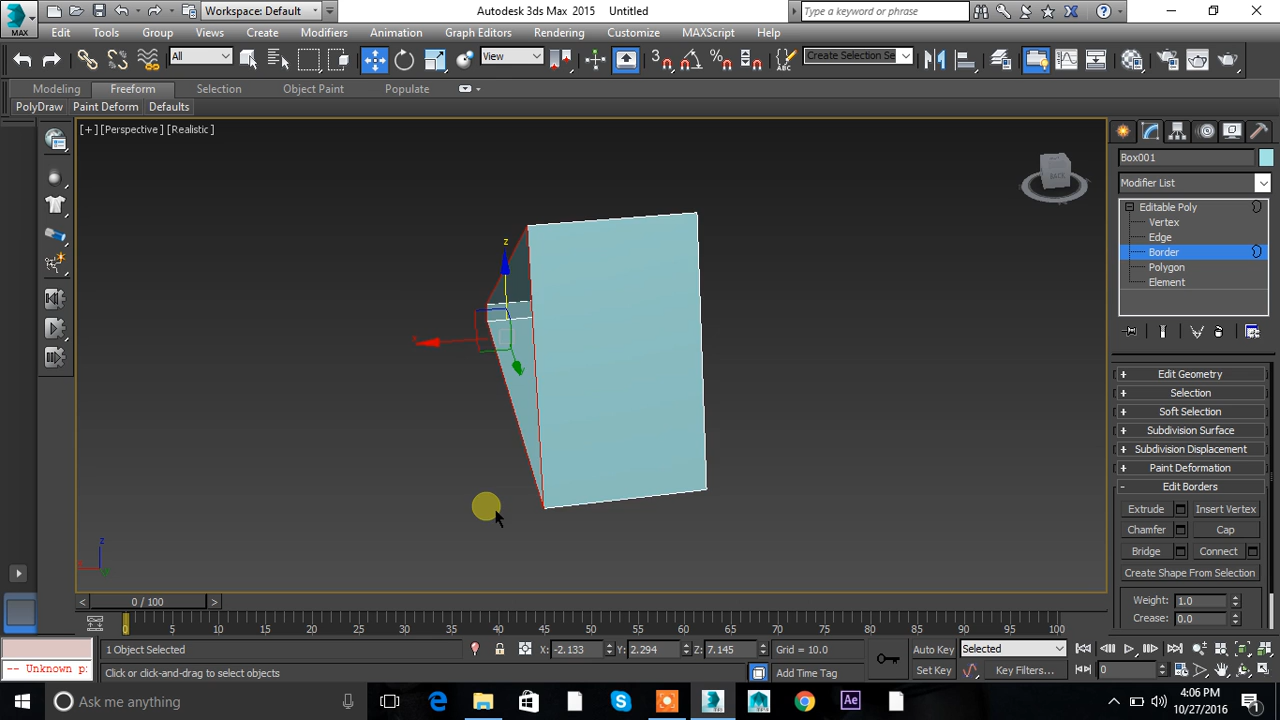 MAX Workspace: Default Autodesk 3ds Max 2015 Untitled Type a keyword or phrase
Edit Tools Group Views Create Modifiers Animation Graph Editors Rendering Customize MAXScript Help
All View 3 Create Selection Se
Modeling Freeform Selection Object Paint Populate
PolyDraw Paint Deform Defaults
[+] [Perspective] [Realistic]
BACK
Box001
Modifier List
Editable Poly
Vertex
Edge
Border
Polygon
Element
z
x
+ Edit Geometry
+ Selection
+ Soft Selection
+ Subdivision Surface
+ Subdivision Displacement
+ Paint Deformation
- Edit Borders
Extrude Insert Vertex
Chamfer Cap
Bridge Connect
Create Shape From Selection
Weight: 1.0
Crease: 0.0
z
< 0 / 100 >
0 5 10 15 20 25 30 35 40 45 50 55 60 65 70 75 80 85 90 95 100
1 Object Selected X: -2.133 Y: 2.294 Z: 7.145 Grid = 10.0 Auto Key Selected
-- Unknown p: Click or click-and-drag to select objects Add Time Tag Set Key Key Filters... 0
Ask me anything Ae 4:06 PM
10/27/2016